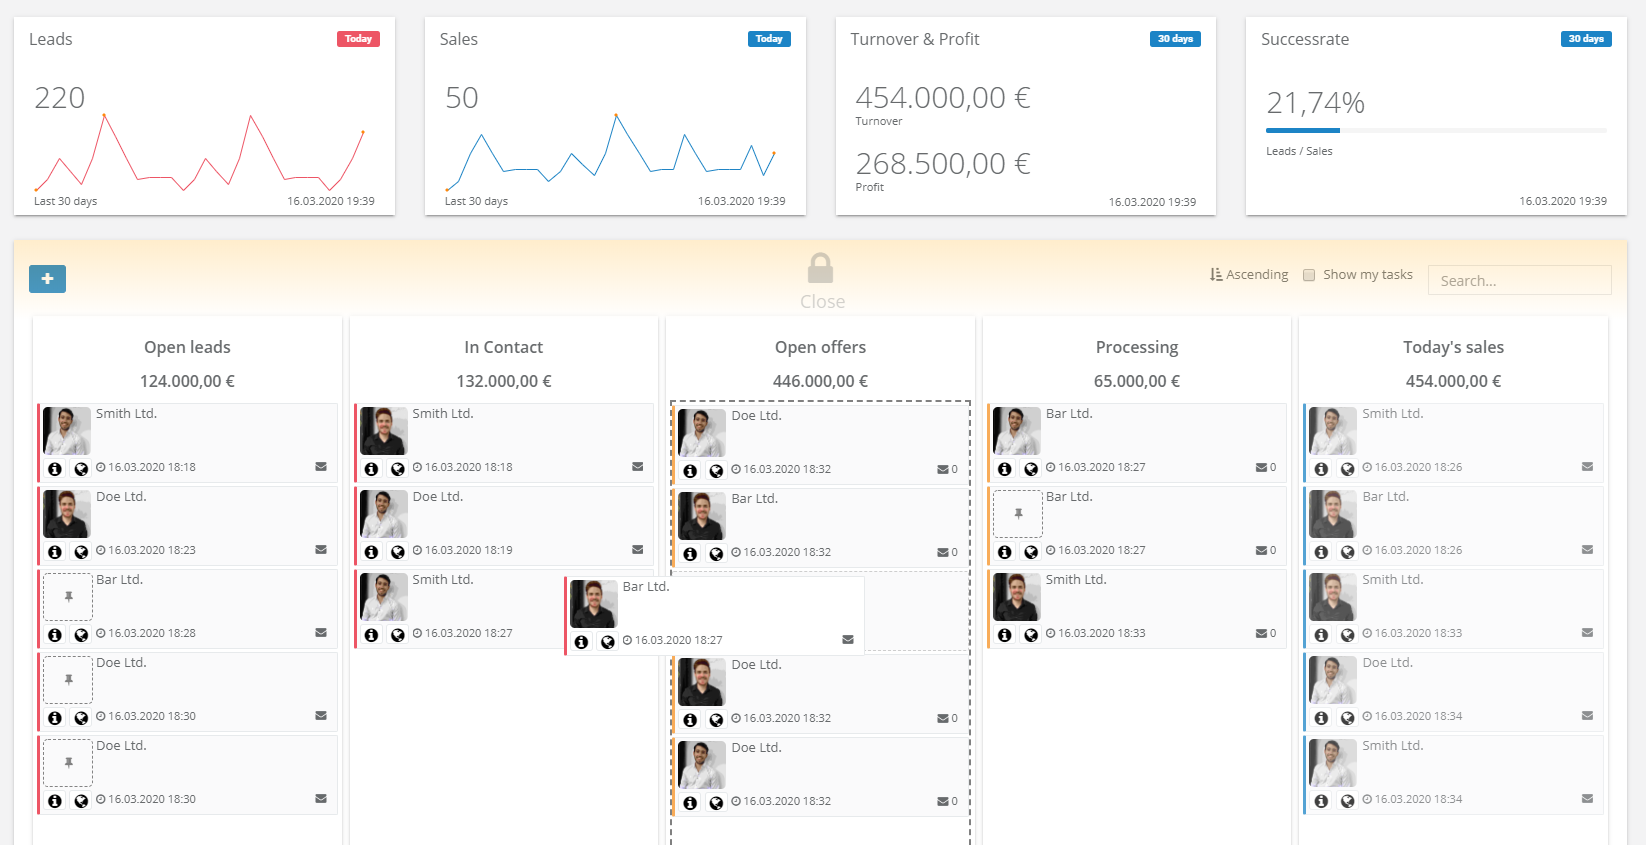 Leads
Today
220
Last 30 days
16.03.2020 19:39
Sales
Today
50
Last 30 days
16.03.2020 19:39
Turnover & Profit
30 days
454.000,00 €
Turnover
268.500,00 €
Profit
16.03.2020 19:39
Successrate
30 days
21,74%
Leads / Sales
16.03.2020 19:39
Close
Ascending
Show my tasks
Search...
Open leads
124.000,00 €
Smith Ltd.
16.03.2020 18:18
Doe Ltd.
16.03.2020 18:23
Bar Ltd.
16.03.2020 18:28
Doe Ltd.
16.03.2020 18:30
Doe Ltd.
16.03.2020 18:30
In Contact
132.000,00 €
Smith Ltd.
16.03.2020 18:18
Doe Ltd.
16.03.2020 18:19
Smith Ltd.
16.03.2020 18:27
Bar Ltd.
16.03.2020 18:27
Open offers
446.000,00 €
Doe Ltd.
16.03.2020 18:32 0
Bar Ltd.
16.03.2020 18:32 0
Doe Ltd.
16.03.2020 18:32 0
Doe Ltd.
16.03.2020 18:32 0
Processing
65.000,00 €
Bar Ltd.
16.03.2020 18:27 0
Bar Ltd.
16.03.2020 18:27 0
Smith Ltd.
16.03.2020 18:33 0
Today's sales
454.000,00 €
Smith Ltd.
16.03.2020 18:26
Bar Ltd.
16.03.2020 18:26
Smith Ltd.
16.03.2020 18:33
Doe Ltd.
16.03.2020 18:34
Smith Ltd.
16.03.2020 18:34